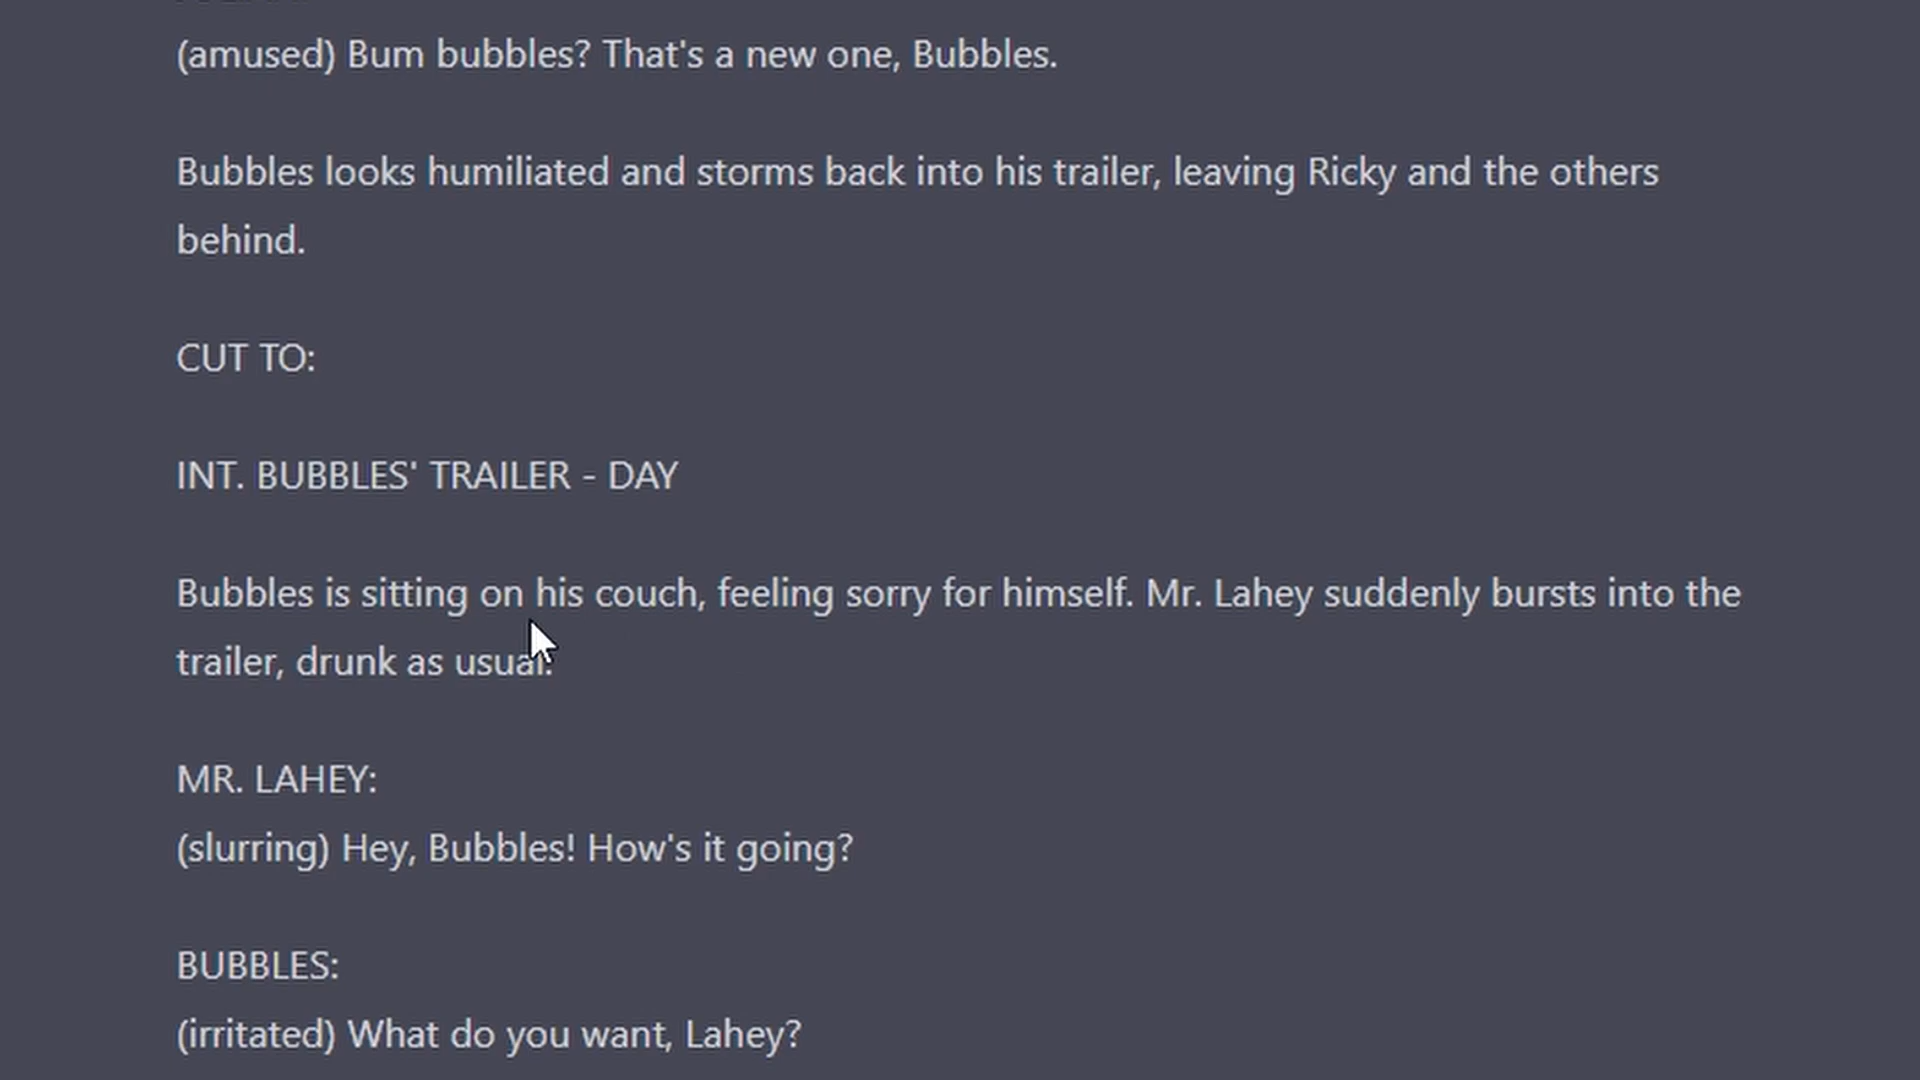 (amused) Bum bubbles? That's a new one, Bubbles.
Bubbles looks humiliated and storms back into his trailer, leaving Ricky and the others
behind.
CUT TO:
INT. BUBBLES' TRAILER - DAY
Bubbles is sitting on his couch, feeling sorry for himself. Mr. Lahey suddenly bursts into the
trailer, drunk as usual.
MR. LAHEY:
(slurring) Hey, Bubbles! How's it going?
BUBBLES:
(irritated) What do you want, Lahey?